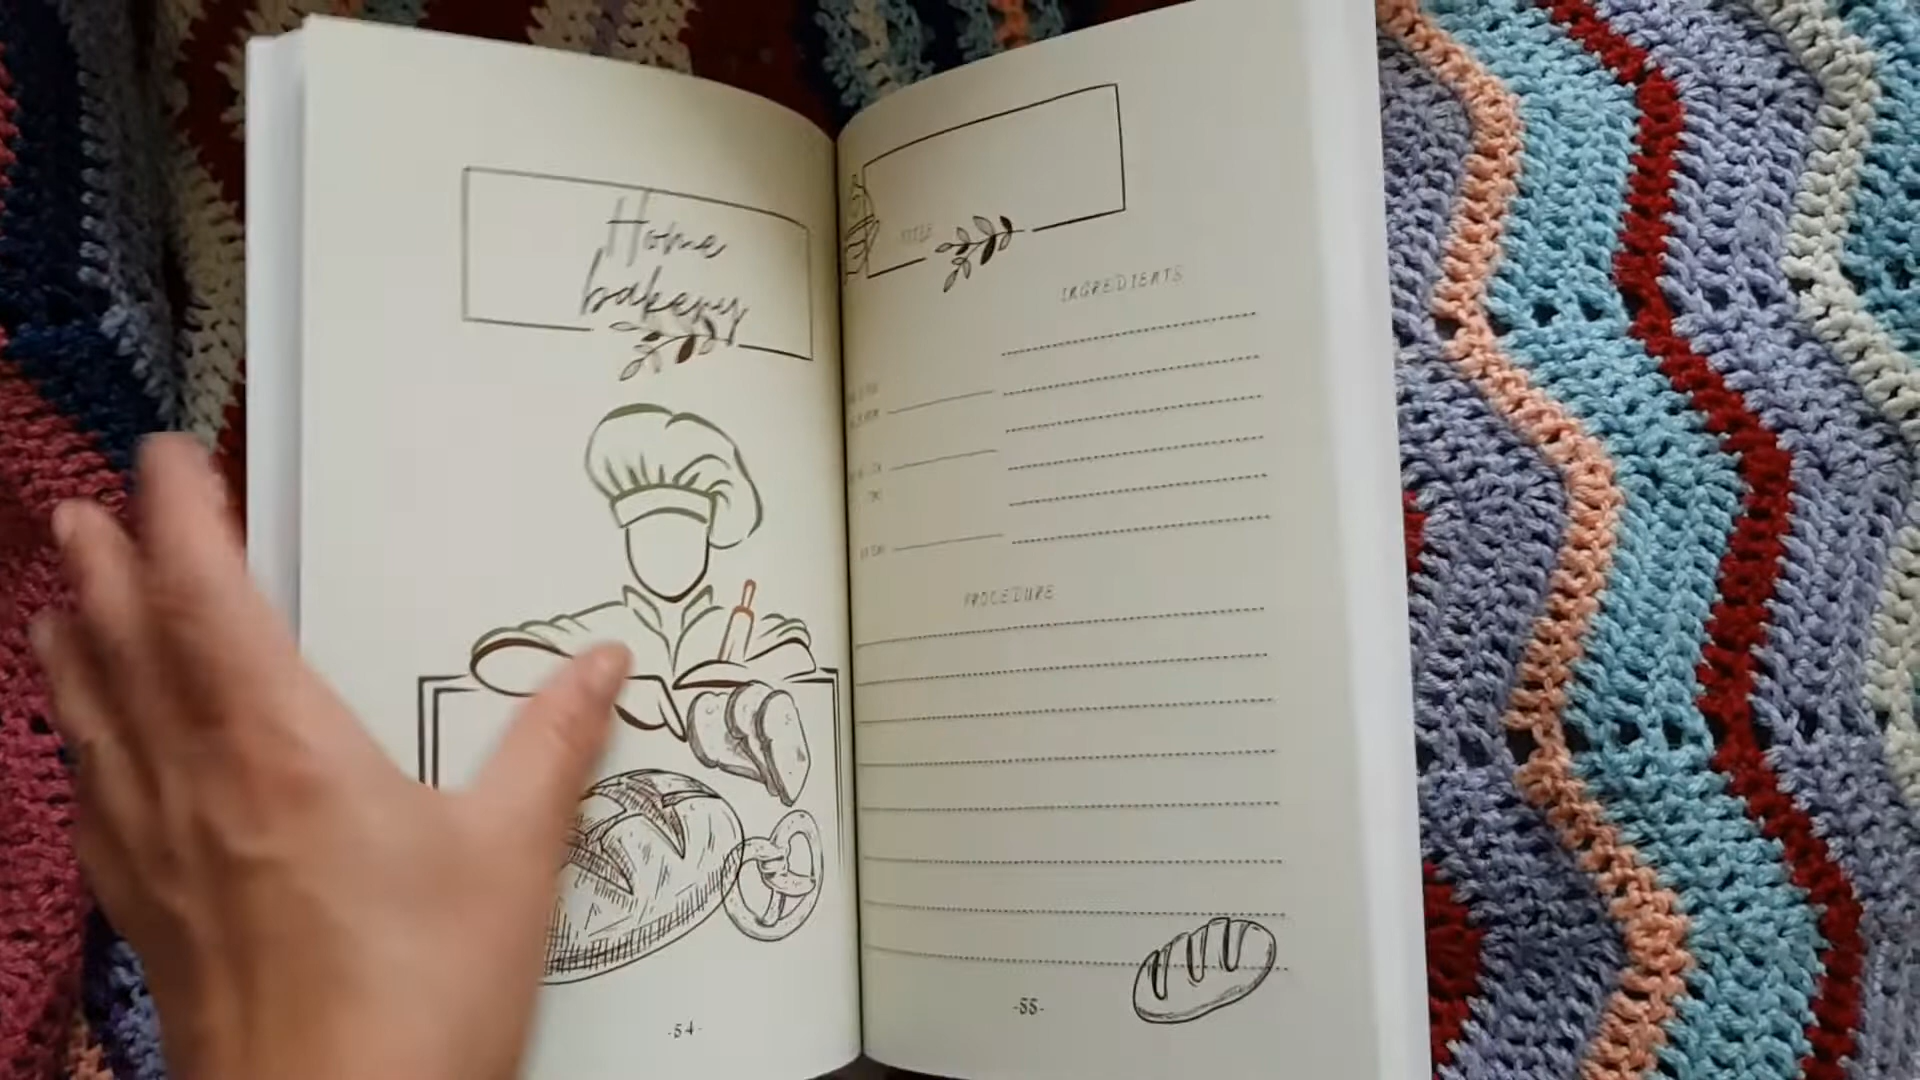 Home
bakery
-54-
TITLE
INGREDIENTS
PROCEDURE
-55-